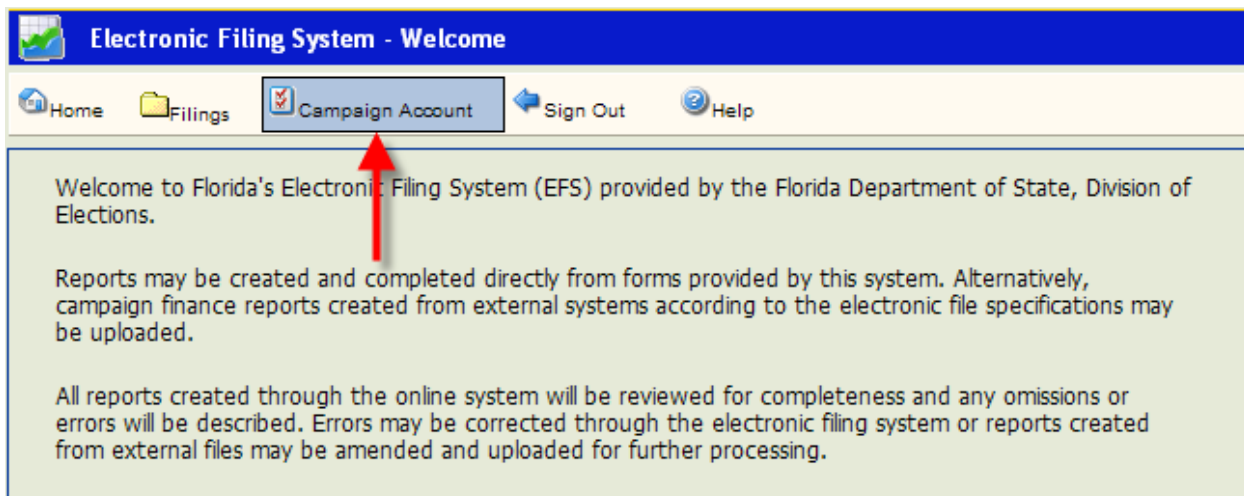 Electronic Filing System - Welcome
Home Filings Campaign Account Sign Out Help
Welcome to Florida's Electronic Filing System (EFS) provided by the Florida Department of State, Division of
Elections.
Reports may be created and completed directly from forms provided by this system. Alternatively,
campaign finance reports created from external systems according to the electronic file specifications may
be uploaded.
All reports created through the online system will be reviewed for completeness and any omissions or
errors will be described. Errors may be corrected through the electronic filing system or reports created
from external files may be amended and uploaded for further processing.